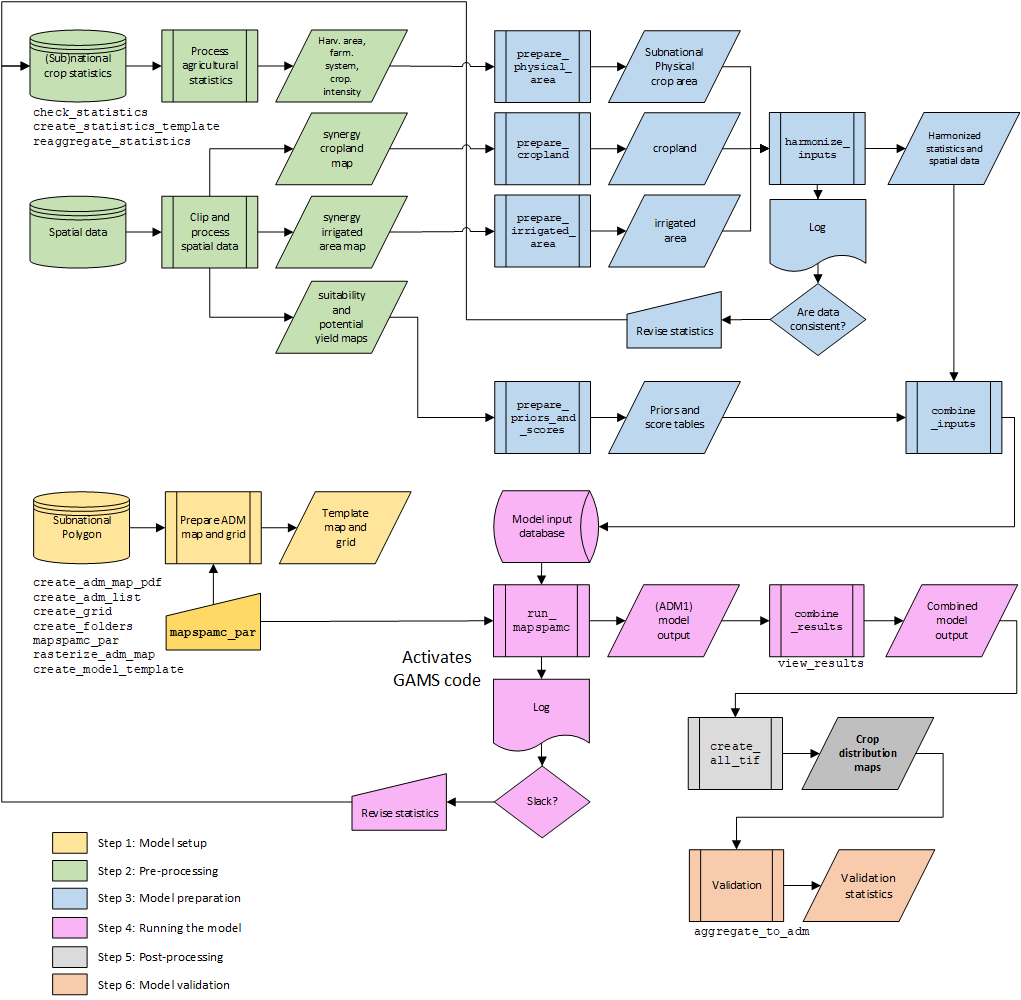 (Sub)national
crop statistics
Process
agricultural
statistics
Harv. area,
farm.
system,
crop.
intensity
prepare_
physical_
area
Subnational
Physical
crop area
check_statistics
create_statistics_template
reaggregate_statistics
synergy
cropland
map
prepare_
cropland
cropland
harmonize_
inputs
Harmonized
statistics and
spatial data
Spatial data
Clip and
process
spatial data
synergy
irrigated
area map
prepare_
irrigated_
area
irrigated
area
Log
suitability
and
potential
yield maps
Revise statistics
Are data
consistent?
prepare_
priors_and
_scores
Priors and
score tables
combine
_inputs
Subnational
Polygon
Prepare ADM
map and grid
Template
map and
grid
Model input
database
create_adm_map_pdf
create_adm_list
create_grid
create_folders
mapspamc_par
rasterize_adm_map
create_model_template
mapspamc_par
run_
mapspamc
(ADM1)
model
output
combine
_results
Combined
model
output
view_results
Activates
GAMS code
Log
create_
all_tif
Crop
distribution
maps
Revise statistics
Slack?
Validation
Validation
statistics
aggregate_to_adm
Step 1: Model setup
Step 2: Pre-processing
Step 3: Model preparation
Step 4: Running the model
Step 5: Post-processing
Step 6: Model validation